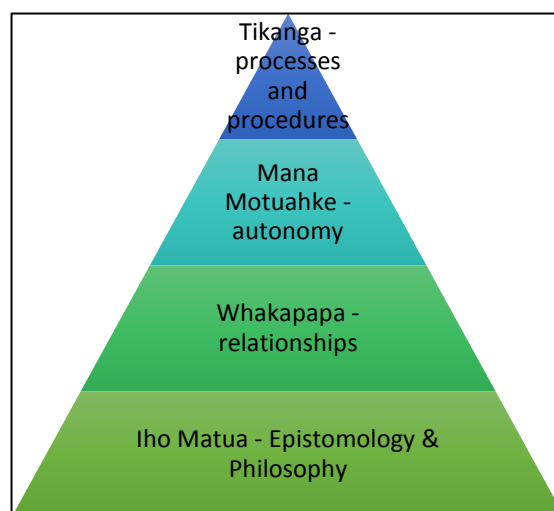 Tikanga -
processes
and
procedures
Mana
Motuahke -
autonomy
Whakapapa -
relationships
Iho Matua - Epistomology &
Philosophy